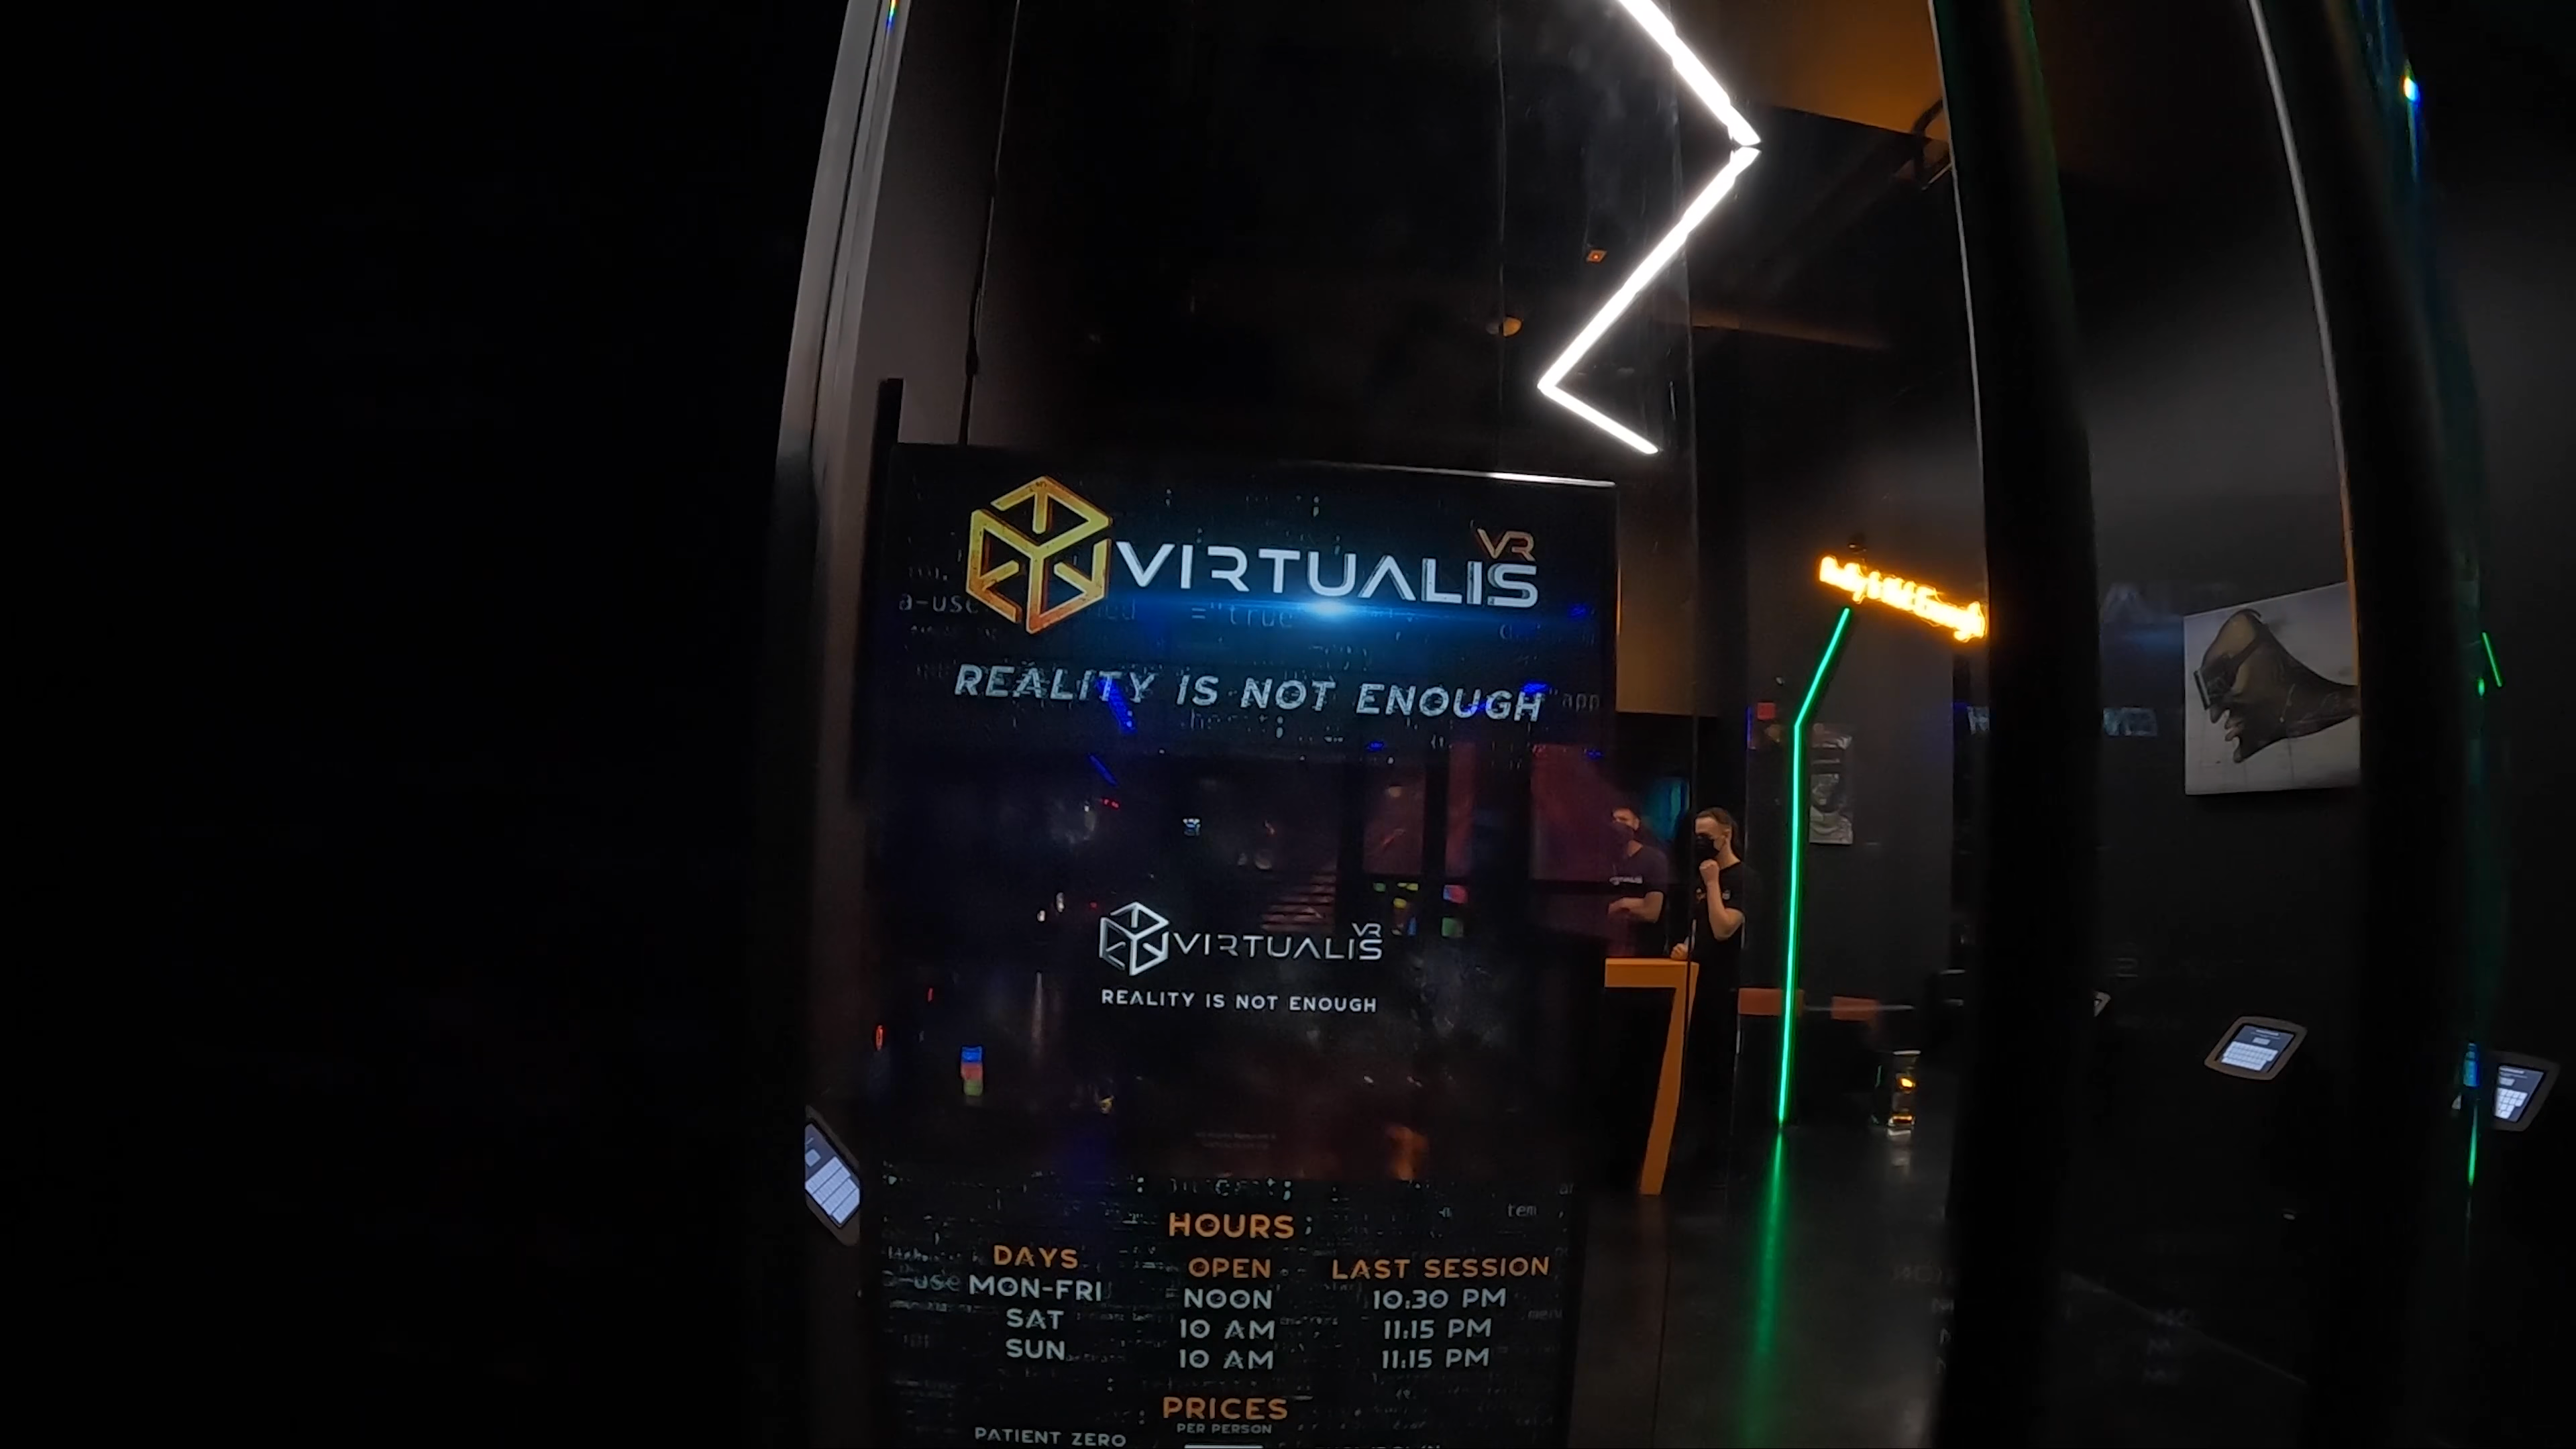 VR
VIRTUALIS
REALITY IS NOT ENOUGH
VR
VIRTUALIS
REALITY IS NOT ENOUGH
HOURS
DAYS OPEN LAST SESSION
MON-FRI NOON 10:30 PM
SAT 10 AM 11:15 PM
SUN 10 AM 11:15 PM
PRICES
PER PERSON
PATIENT ZERO